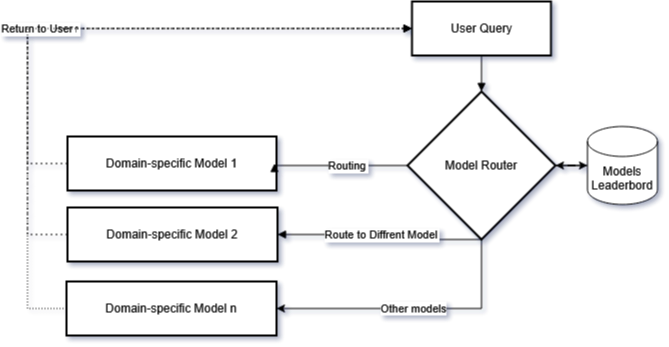 User Query
Return to User
Domain-specific Model 1
Routing
Model Router
Models
Leaderbord
Domain-specific Model 2
Route to Diffrent Model
Domain-specific Model n
Other models